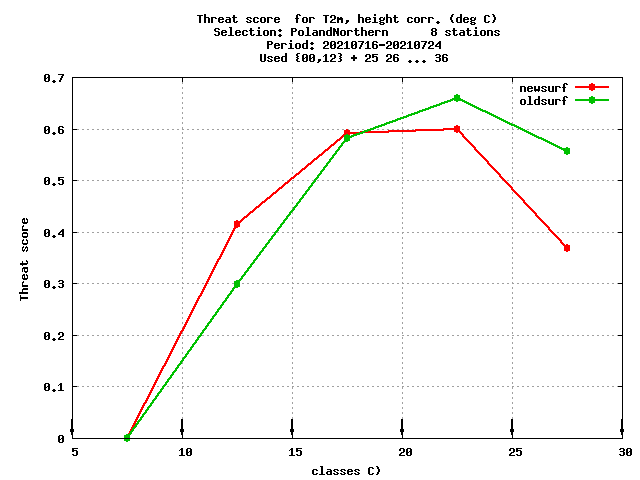 Threat score  for T2m, height corr. (deg C)
Selection: PolandNorthern      8 stations
Period: 20210716-20210724
Used {00,12} + 25 26 ... 36
newsurf
oldsurf
Threat score
0.7
0.6
0.5
0.4
0.3
0.2
0.1
0
5 10 15 20 25 30
classes C)